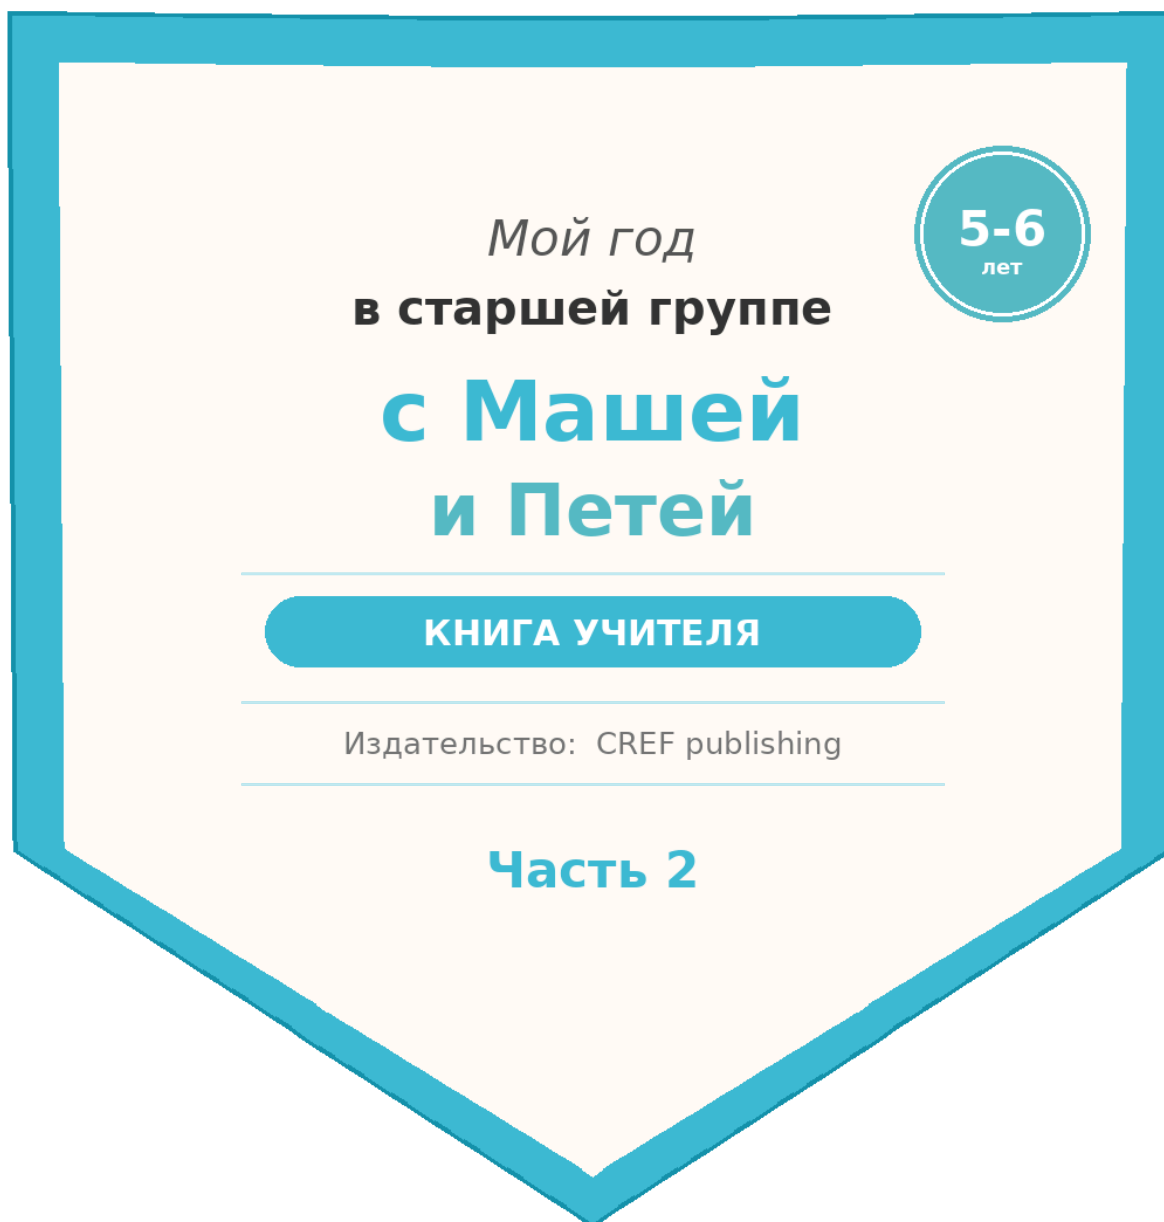 Мой год
в старшей группе
с Машей
и Петей
5-6
лет
КНИГА УЧИТЕЛЯ
Издательство: CREF publishing
Часть 2